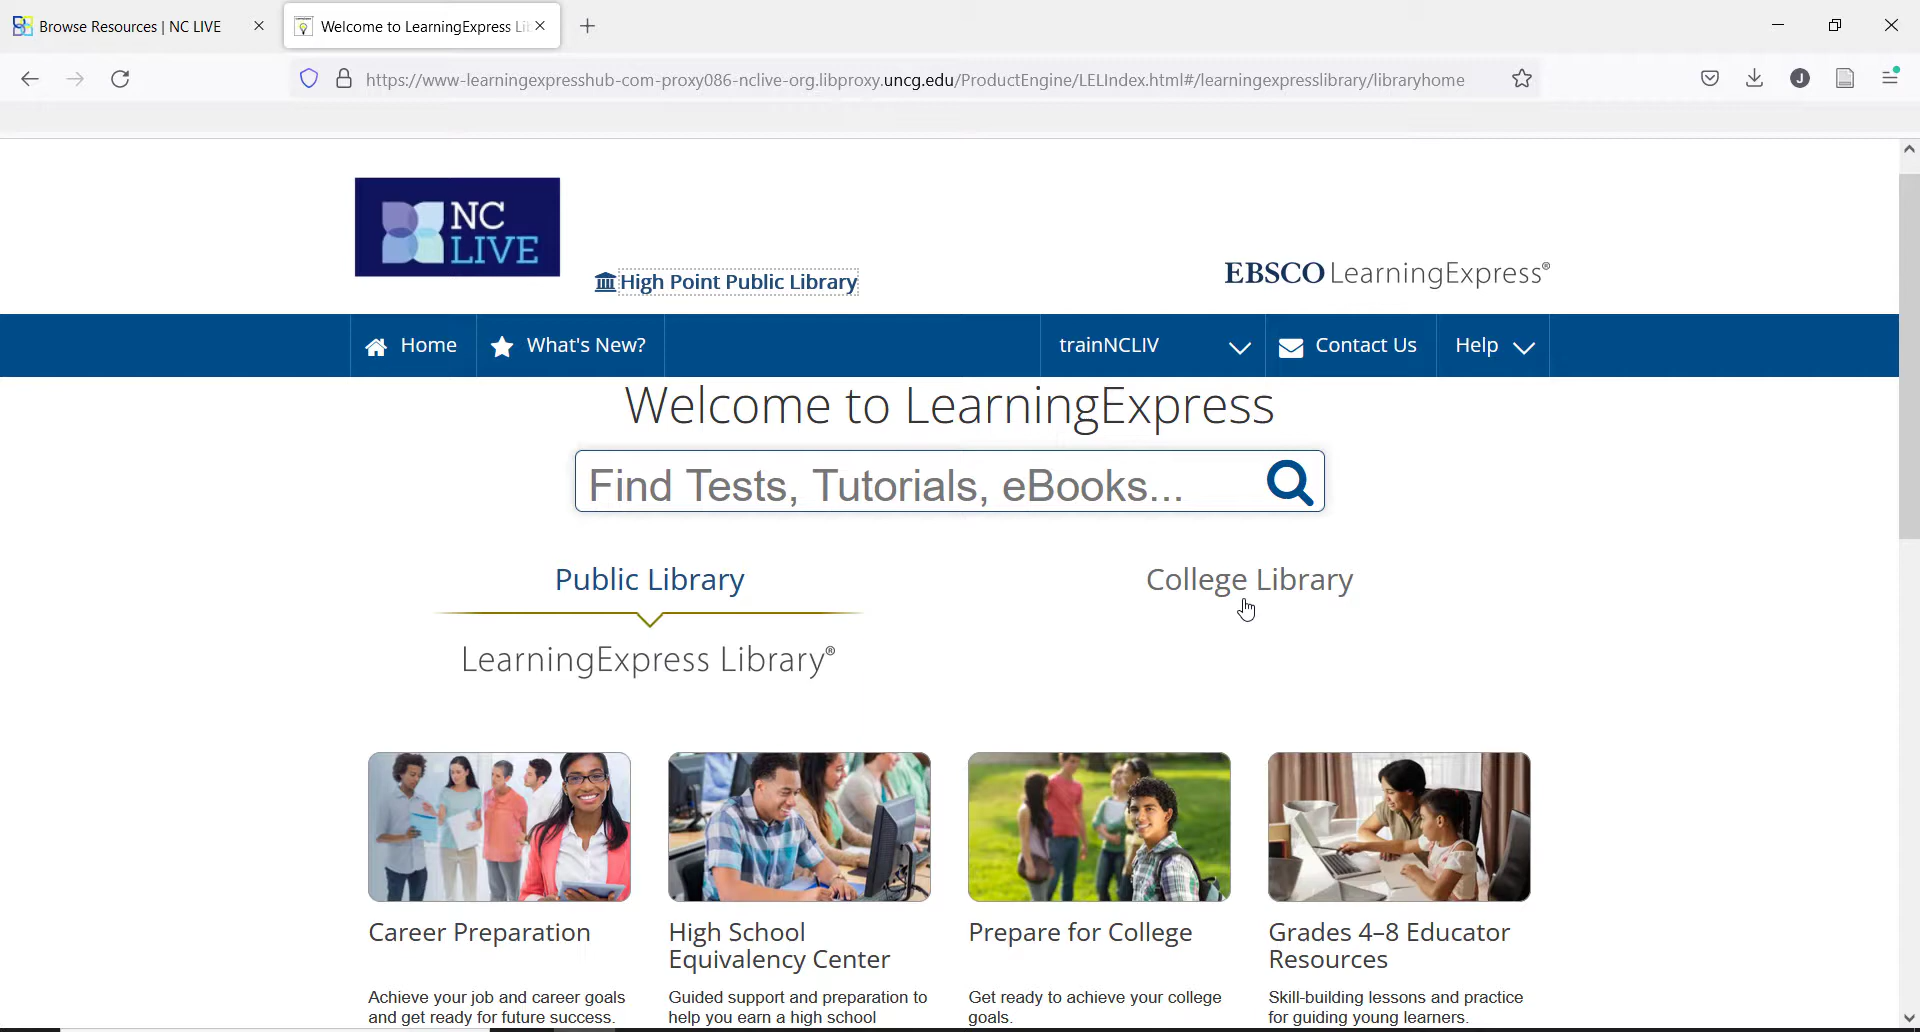 Browse Resources | NC LIVE
Welcome to LearningExpress Li
https://www-learningexpresshub-com-proxy086-nclive-org.libproxy.uncg.edu/ProductEngine/LELIndex.html#/learningexpresslibrary/libraryhome
J
NC
LIVE
High Point Public Library
EBSCO LearningExpress®
Home
What's New?
trainNCLIV
Contact Us
Help
Welcome to LearningExpress
Find Tests, Tutorials, eBooks...
Public Library
College Library
LearningExpress Library®
Career Preparation
High School
Equivalency Center
Prepare for College
Grades 4–8 Educator
Resources
Achieve your job and career goals
and get ready for future success.
Guided support and preparation to
help you earn a high school
Get ready to achieve your college
goals.
Skill-building lessons and practice
for guiding young learners.